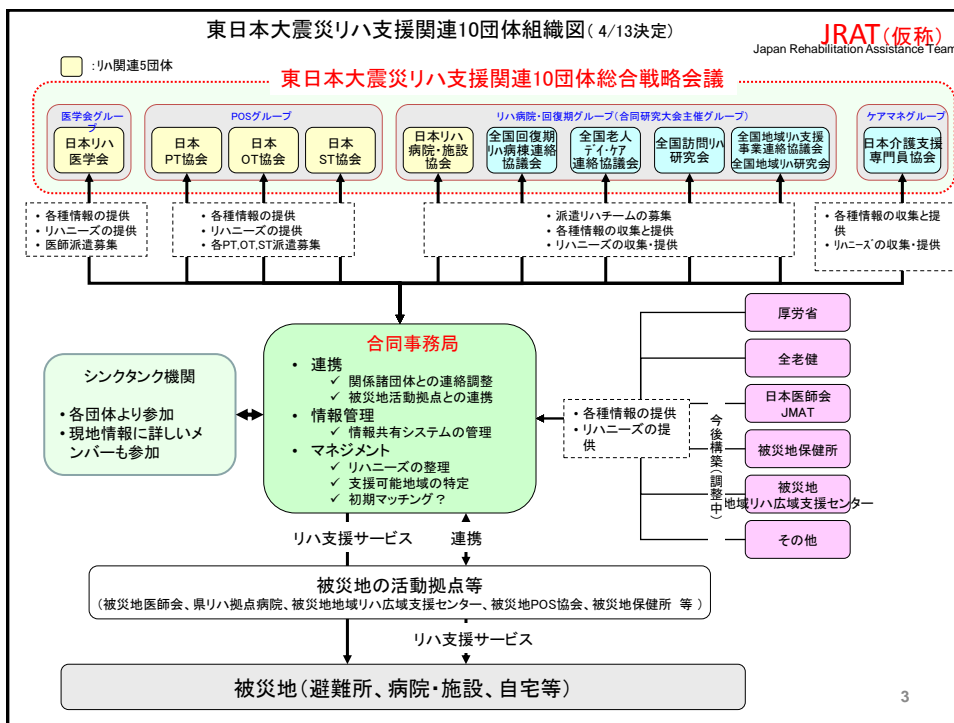 東日本大震災リハ支援関連10団体組織図( 4/13決定)
JRAT(仮称)
Japan Rehabilitation Assistance Team
:リハ関連5団体
東日本大震災リハ支援関連10団体総合戦略会議
医学会グルー
プ
日本リハ
医学会
POSグループ
日本
PT協会
日本
OT協会
日本
ST協会
リハ病院・回復期グループ(合同研究大会主催グループ)
日本リハ
病院・施設
協会
全国回復期
リハ病棟連絡
協議会
全国老人
デイ・ケア
連絡協議会
全国訪問リハ
研究会
全国地域リハ支援
事業連絡協議会
全国地域リハ研究会
ケアマネグループ
日本介護支援
専門員協会
• 各種情報の提供
• リハニーズの提供
• 医師派遣募集
• 各種情報の提供
• リハニーズの提供
• 各PT,OT,ST派遣募集
• 派遣リハチームの募集
• 各種情報の収集と提供
• リハニーズの収集・提供
• 各種情報の収集と提
供
• リハニーズの収集・提供
シンクタンク機関
• 各団体より参加
• 現地情報に詳しいメ
ンバーも参加
合同事務局
• 連携
✓ 関係諸団体との連絡調整
✓ 被災地活動拠点との連携
• 情報管理
✓ 情報共有システムの管理
• マネジメント
✓ リハニーズの整理
✓ 支援可能地域の特定
✓ 初期マッチング?
• 各種情報の提供
• リハニーズの提
供
今後構築(調整中)
厚労省
全老健
日本医師会
JMAT
被災地保健所
被災地
地域リハ広域支援センター
その他
リハ支援サービス
連携
被災地の活動拠点等
(被災地医師会、県リハ拠点病院、被災地地域リハ広域支援センター、被災地POS協会、被災地保健所 等 )
リハ支援サービス
被災地(避難所、病院・施設、自宅等)
3